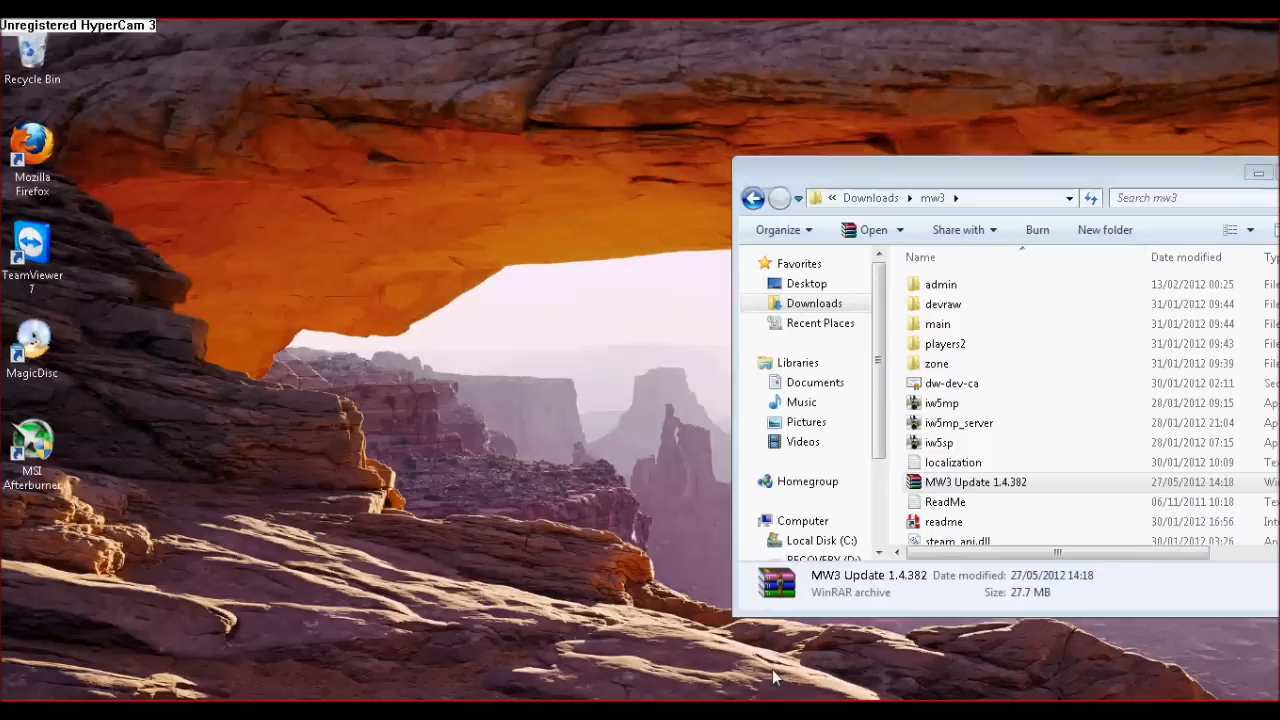 Unregistered HyperCam 3
Recycle Bin
Mozilla
Firefox
TeamViewer
7
MagicDisc
MSI
Afterburner
« Downloads mw3
Search mw3
Organize
Open
Share with
Burn
New folder
Favorites
Desktop
Downloads
Recent Places
Libraries
Documents
Music
Pictures
Videos
Homegroup
Computer
Local Disk (C:)
RECOVERY (D:)
Name Date modified Ty
admin 13/02/2012 00:25 File
devraw 31/01/2012 09:44 File
main 31/01/2012 09:44 File
players2 31/01/2012 09:43 File
zone 31/01/2012 09:39 File
dw-dev-ca 30/01/2012 02:11 Se
iw5mp 28/01/2012 09:15 Ap
iw5mp_server 28/01/2012 21:04 Ap
iw5sp 28/01/2012 07:15 Ap
localization 30/01/2012 10:09 Te
MW3 Update 1.4.382 27/05/2012 14:18 Wi
ReadMe 06/11/2011 10:18 Te
readme 30/01/2012 16:56 Ap
steam_api.dll 30/01/2012 03:26 Ap
MW3 Update 1.4.382 Date modified: 27/05/2012 14:18
WinRAR archive Size: 27.7 MB